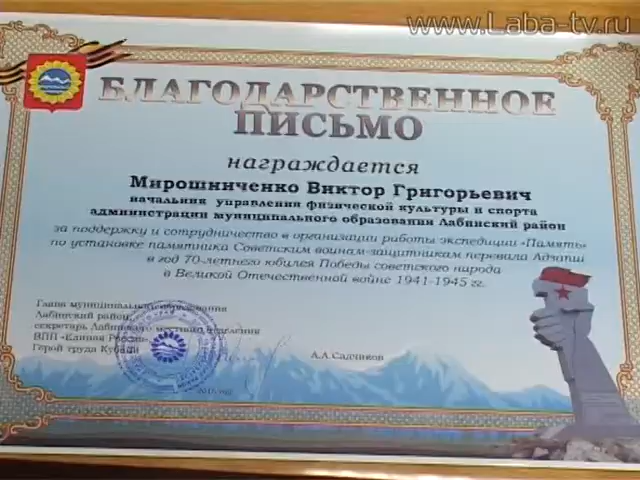 www.Laba-tv.ru
БЛАГОДАРСТВЕННОЕ
ПИСЬМО
награждается
Мирошниченко Виктор Григорьевич
начальник управления физической культуры и спорта
администрации муниципального образования Лабинский район
за поддержку и сотрудничество в организации работы экспедиции «Память»
по установке памятника Советским воинам-защитникам перевала Адзапш
в год 70-летнего юбилея Победы советского народа
в Великой Отечественной войне 1941-1945 гг.
Глава муниципального образования
Лабинский район,
секретарь Лабинского местного отделения
ВПП «Единая Россия»,
Герой труда Кубани
А.А.Садчиков